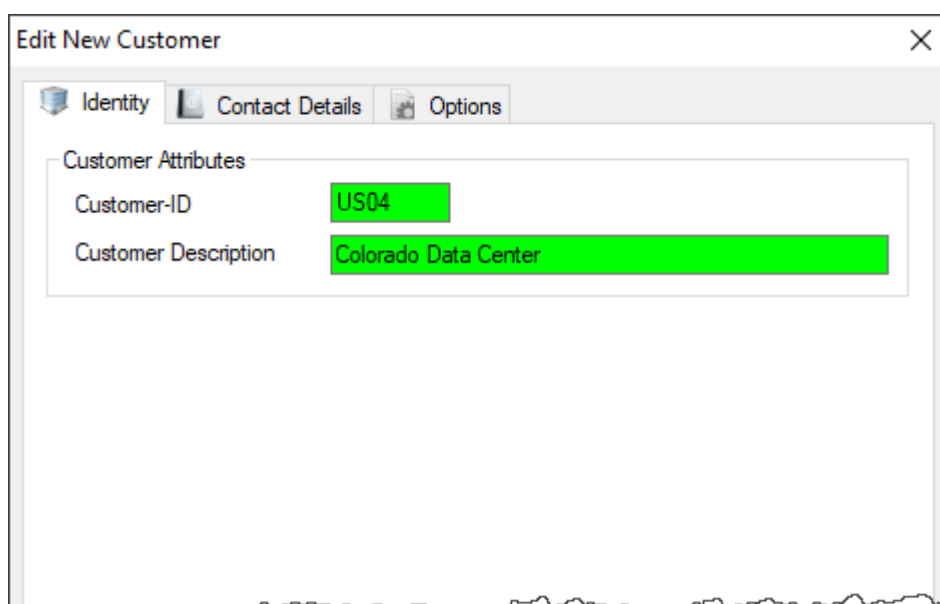 Edit New Customer
Identity
Contact Details
Options
Customer Attributes
Customer-ID
US04
Customer Description
Colorado Data Center